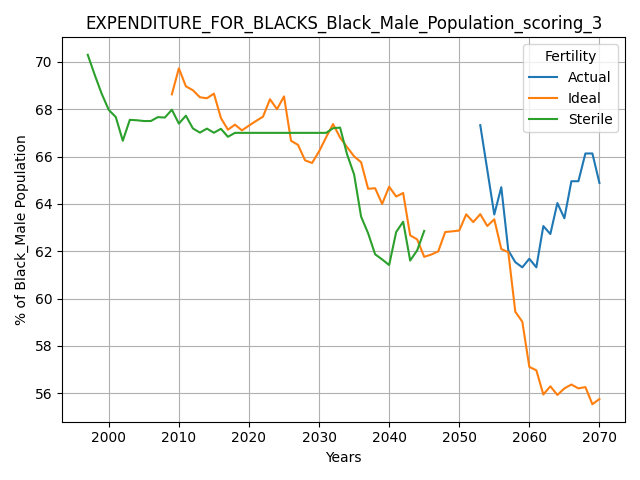 EXPENDITURE_FOR_BLACKS_Black_Male_Population_scoring_3
Fertility
Actual
Ideal
Sterile
% of Black_Male Population
70
68
66
64
62
60
58
56
2000 2010 2020 2030 2040 2050 2060 2070
Years